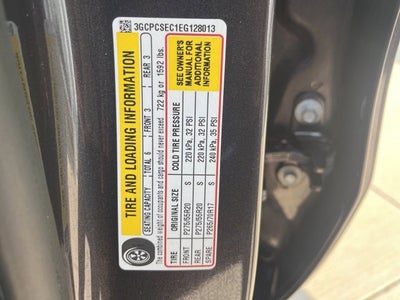 3GCPCSEC1EG128013
TIRE AND LOADING INFORMATION
SEATING CAPACITY TOTAL 6 FRONT 3 REAR 3
The combined weight of occupants and cargo should never exceed 722 kg or 1592 lbs.
TIRE ORIGINAL SIZE COLD TIRE PRESSURE
FRONT P275/55R20 S 220 kPa, 32 PSI
REAR P275/55R20 S 220 kPa, 32 PSI
SPARE P265/70R17 S 240 kPa, 35 PSI
SEE OWNER'S
MANUAL FOR
ADDITIONAL
INFORMATION